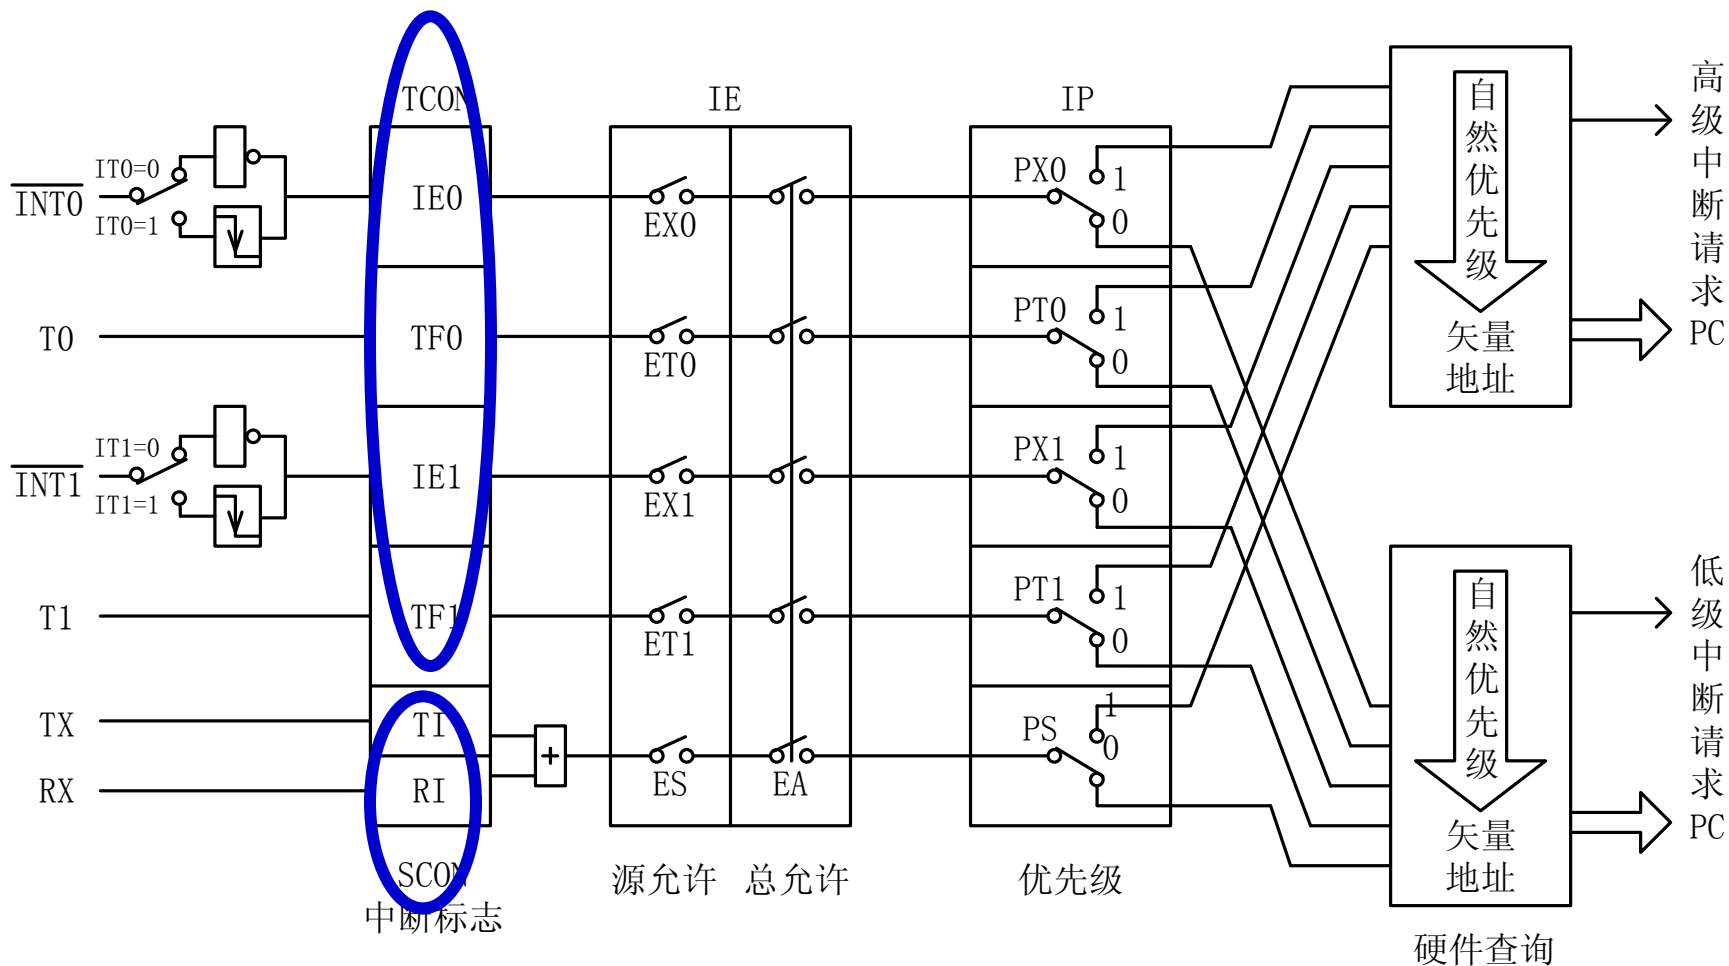 TCON
IE
IP
IT0=0
INT0
IT0=1
IE0
EX0
PX0
1
0
T0
TF0
ET0
PT0
1
0
IT1=0
INT1
IT1=1
IE1
EX1
PX1
1
0
T1
TF1
ET1
PT1
1
0
TX
TI
RX
RI
ES
EA
PS
1
0
SCON
中断标志
源允许
总允许
优先级
自然优先级
矢量
地址
高级中断请求
PC
自然优先级
矢量
地址
低级中断请求
PC
硬件查询
+